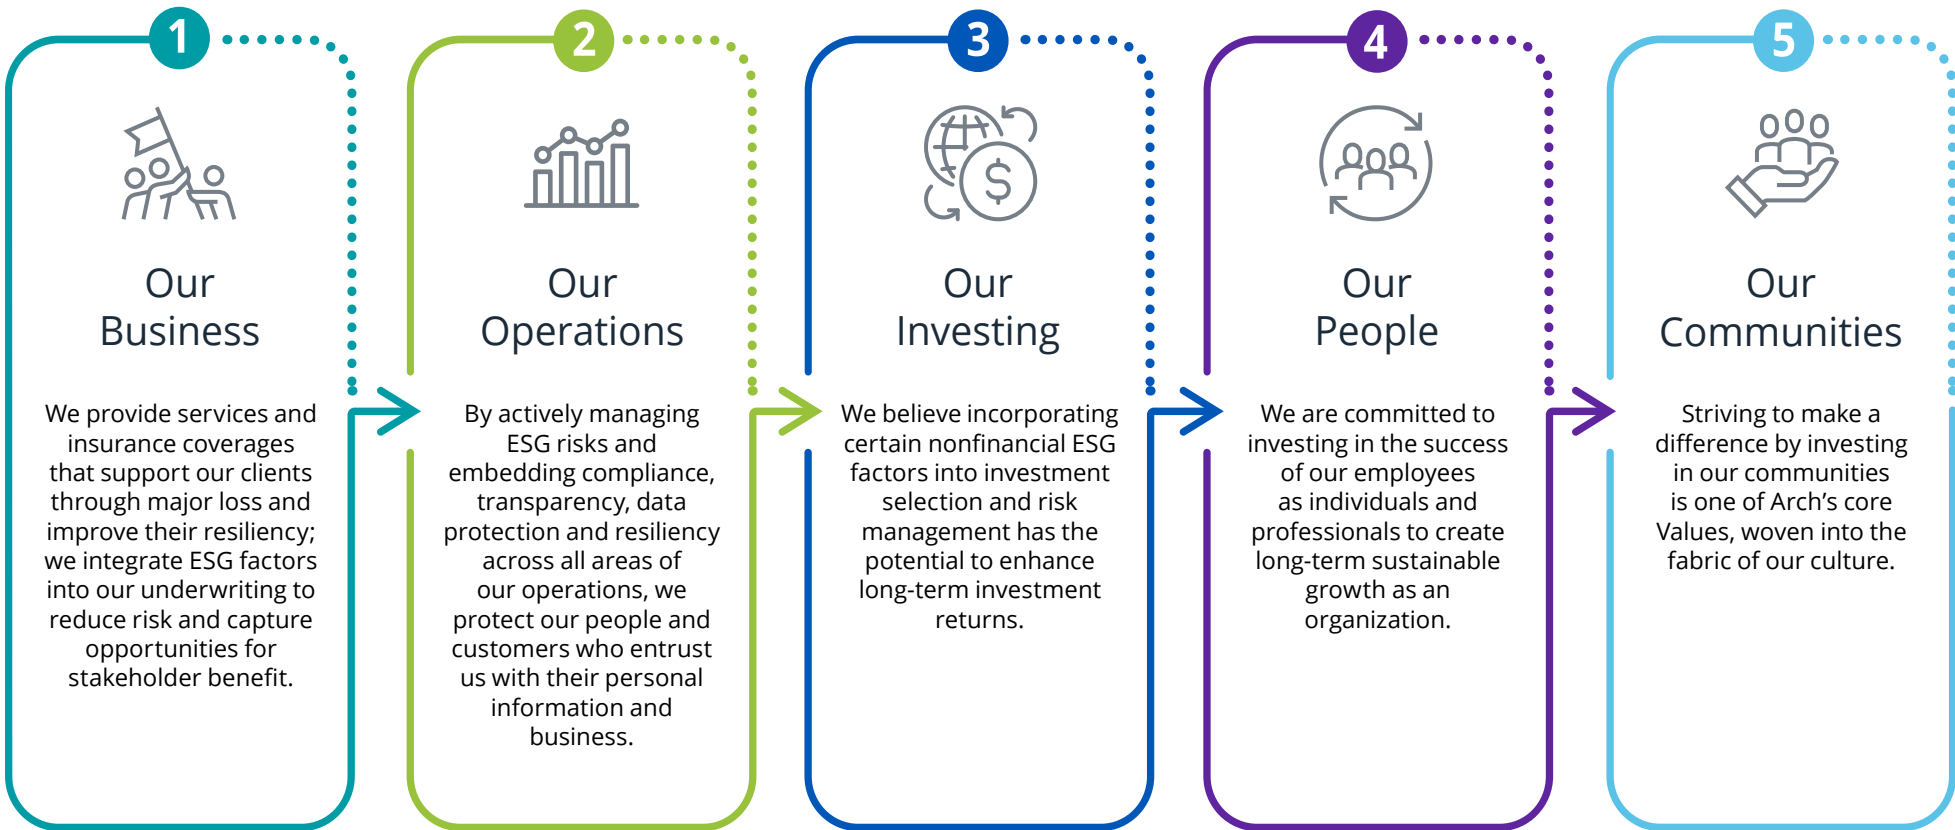 1
Our
Business
We provide services and
insurance coverages
that support our clients
through major loss and
improve their resiliency;
we integrate ESG factors
into our underwriting to
reduce risk and capture
opportunities for
stakeholder benefit.
2
Our
Operations
By actively managing
ESG risks and
embedding compliance,
transparency, data
protection and resiliency
across all areas of
our operations, we
protect our people and
customers who entrust
us with their personal
information and
business.
3
$
Our
Investing
We believe incorporating
certain nonfinancial ESG
factors into investment
selection and risk
management has the
potential to enhance
long-term investment
returns.
4
Our
People
We are committed to
investing in the success
of our employees
as individuals and
professionals to create
long-term sustainable
growth as an
organization.
5
Our
Communities
Striving to make a
difference by investing
in our communities
is one of Arch’s core
Values, woven into the
fabric of our culture.